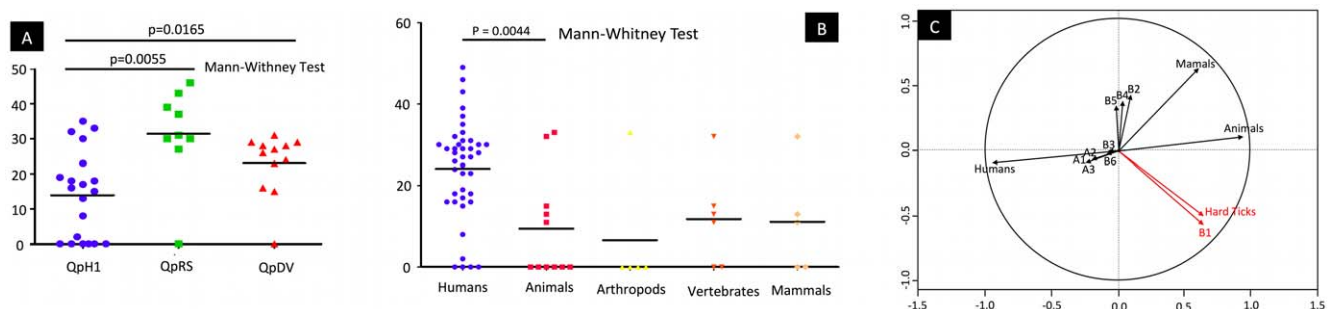 A
p=0.0165
p=0.0055
Mann-Withney Test
50
40
30
20
10
0
QpH1 QpRS QpDV
B
P = 0.0044
Mann-Whitney Test
60
40
20
0
Humans Animals Arthropods Vertebrates Mammals
C
1.0
0.5
0.0
-0.5
-1.0
Mamals
B5 B4 B2
Animals
B3
A2
A1
B6
A3
Humans
Hard Ticks
B1
-1.5 -1.0 -0.5 0.0 0.5 1.0 1.5